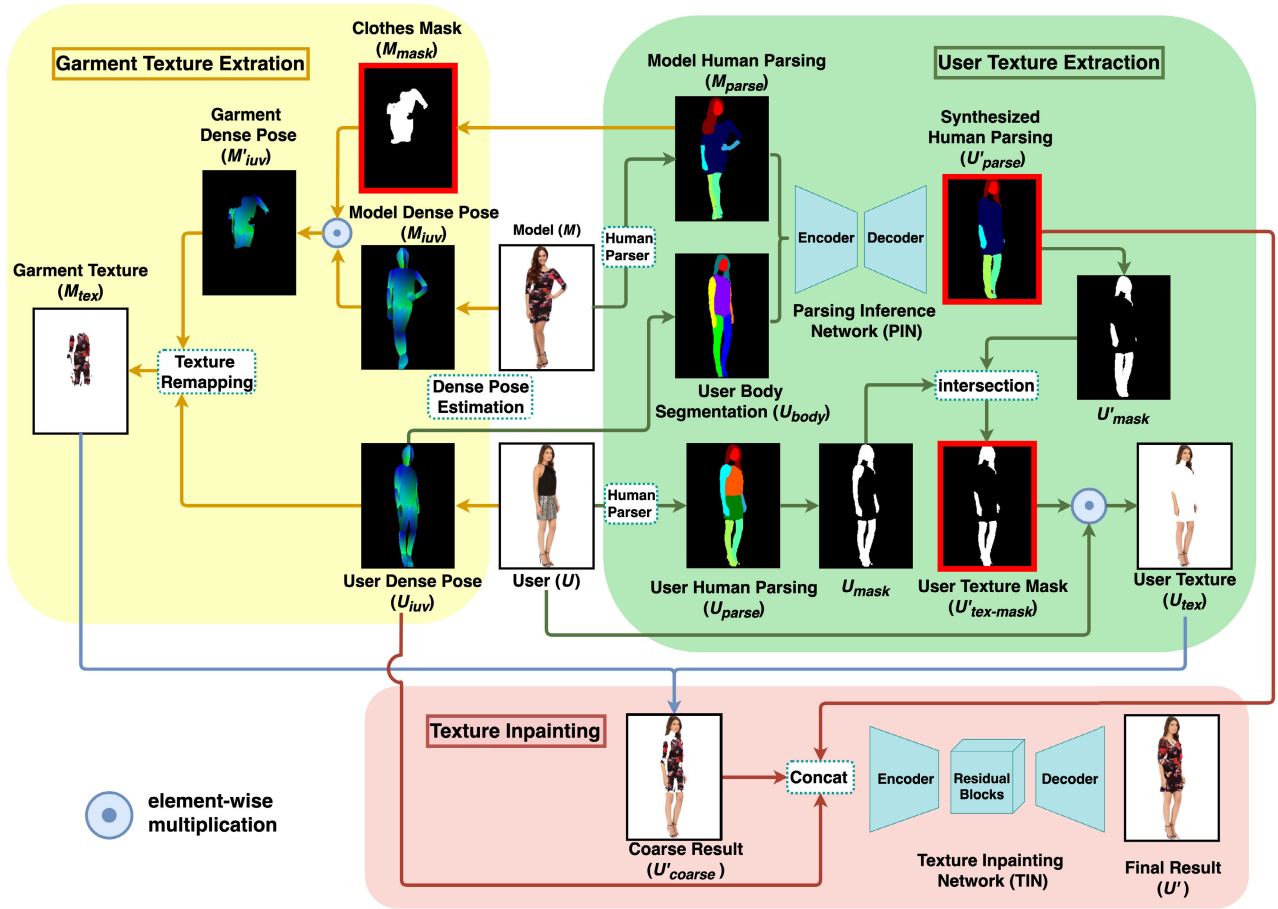 Garment Texture Extration
Clothes Mask
(Mmask)
Garment
Dense Pose
(M'iuv)
Model Dense Pose
(Miuv)
Garment Texture
(Mtex)
Texture
Remapping
Dense Pose
Estimation
User Dense Pose
(Uiuv)
Model (M)
User (U)
User Texture Extraction
Model Human Parsing
(Mparse)
Human
Parser
Synthesized
Human Parsing
(U'parse)
Encoder
Decoder
Parsing Inference
Network (PIN)
User Body
Segmentation (Ubody)
intersection
U'mask
Human
Parser
User Human Parsing
(Uparse)
Umask
User Texture Mask
(U'tex-mask)
User Texture
(Utex)
Texture Inpainting
Coarse Result
(U'coarse )
Concat
Encoder
Residual
Blocks
Decoder
Texture Inpainting
Network (TIN)
Final Result
(U')
element-wise
multiplication